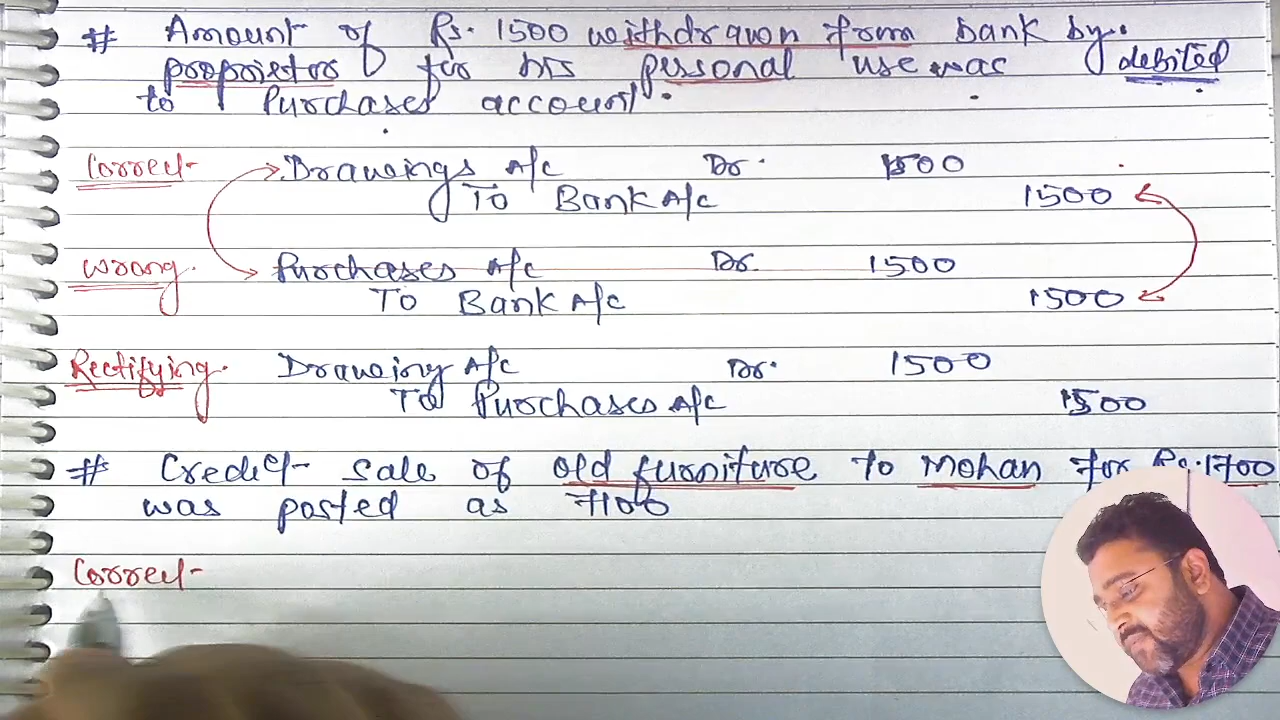 # Amount of Rs. 1500 withdrawn from bank by
proprietor for his personal use was debited
to Purchases account.
Correct Drawings A/c Dr. 1500
To Bank A/c 1500
Wrong. Purchases A/c Dr. 1500
To Bank A/c 1500
Rectifying. Drawing A/c Dr. 1500
To Purchases A/c 1500
# Credit sale of old furniture to Mohan for Rs. 1700
was posted as 7100
Correct